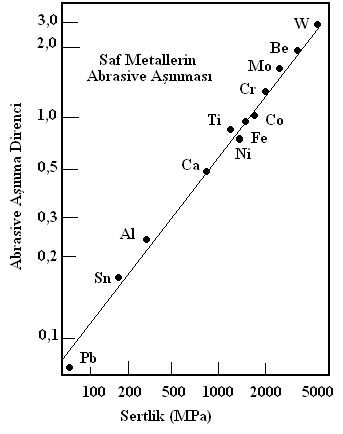 3,0
2,0
1,0
0,5
0,3
0,2
0,1
Abrasive Aşınma Direnci
Saf Metallerin
Abrasive Aşınması
W
Be
Mo
Cr
Ti
Co
Fe
Ni
Ca
Al
Sn
Pb
100 200 500 1000 2000 5000
Sertlik (MPa)